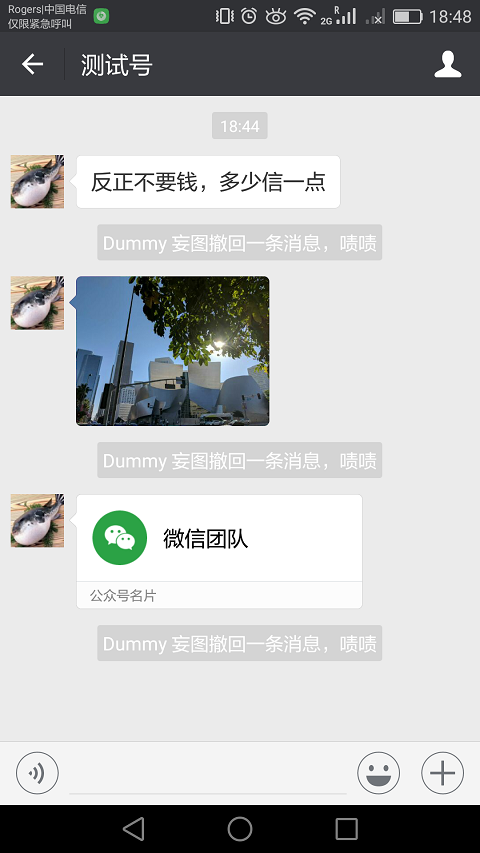 Rogers|中国电信
仅限紧急呼叫
2G R 18:48
测试号
18:44
反正不要钱，多少信一点
Dummy 妄图撤回一条消息，啧啧
Dummy 妄图撤回一条消息，啧啧
微信团队
公众号名片
Dummy 妄图撤回一条消息，啧啧